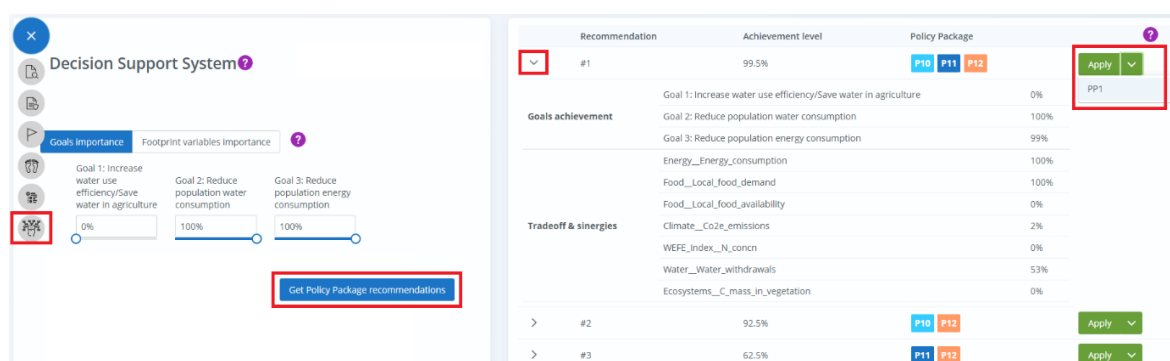 Decision Support System
Goals importance
Footprint variables importance
Goal 1: Increase
water use
efficiency/Save
water in agriculture
0%
Goal 2: Reduce
population water
consumption
100%
Goal 3: Reduce
population energy
consumption
100%
Get Policy Package recommendations
Recommendation Achievement level Policy Package
#1 99.5% P10 P11 P12 Apply
PP1
Goals achievement
Goal 1: Increase water use efficiency/Save water in agriculture 0%
Goal 2: Reduce population water consumption 100%
Goal 3: Reduce population energy consumption 99%
Tradeoff & sinergies
Energy__Energy_consumption 100%
Food__Local_food_demand 100%
Food__Local_food_availability 0%
Climate__Co2e_emissions 2%
WEFE_Index__N_concn 0%
Water__Water_withdrawals 53%
Ecosystems__C_mass_in_vegetation 0%
#2 92.5% P10 P12 Apply
#3 62.5% P11 P12 Apply